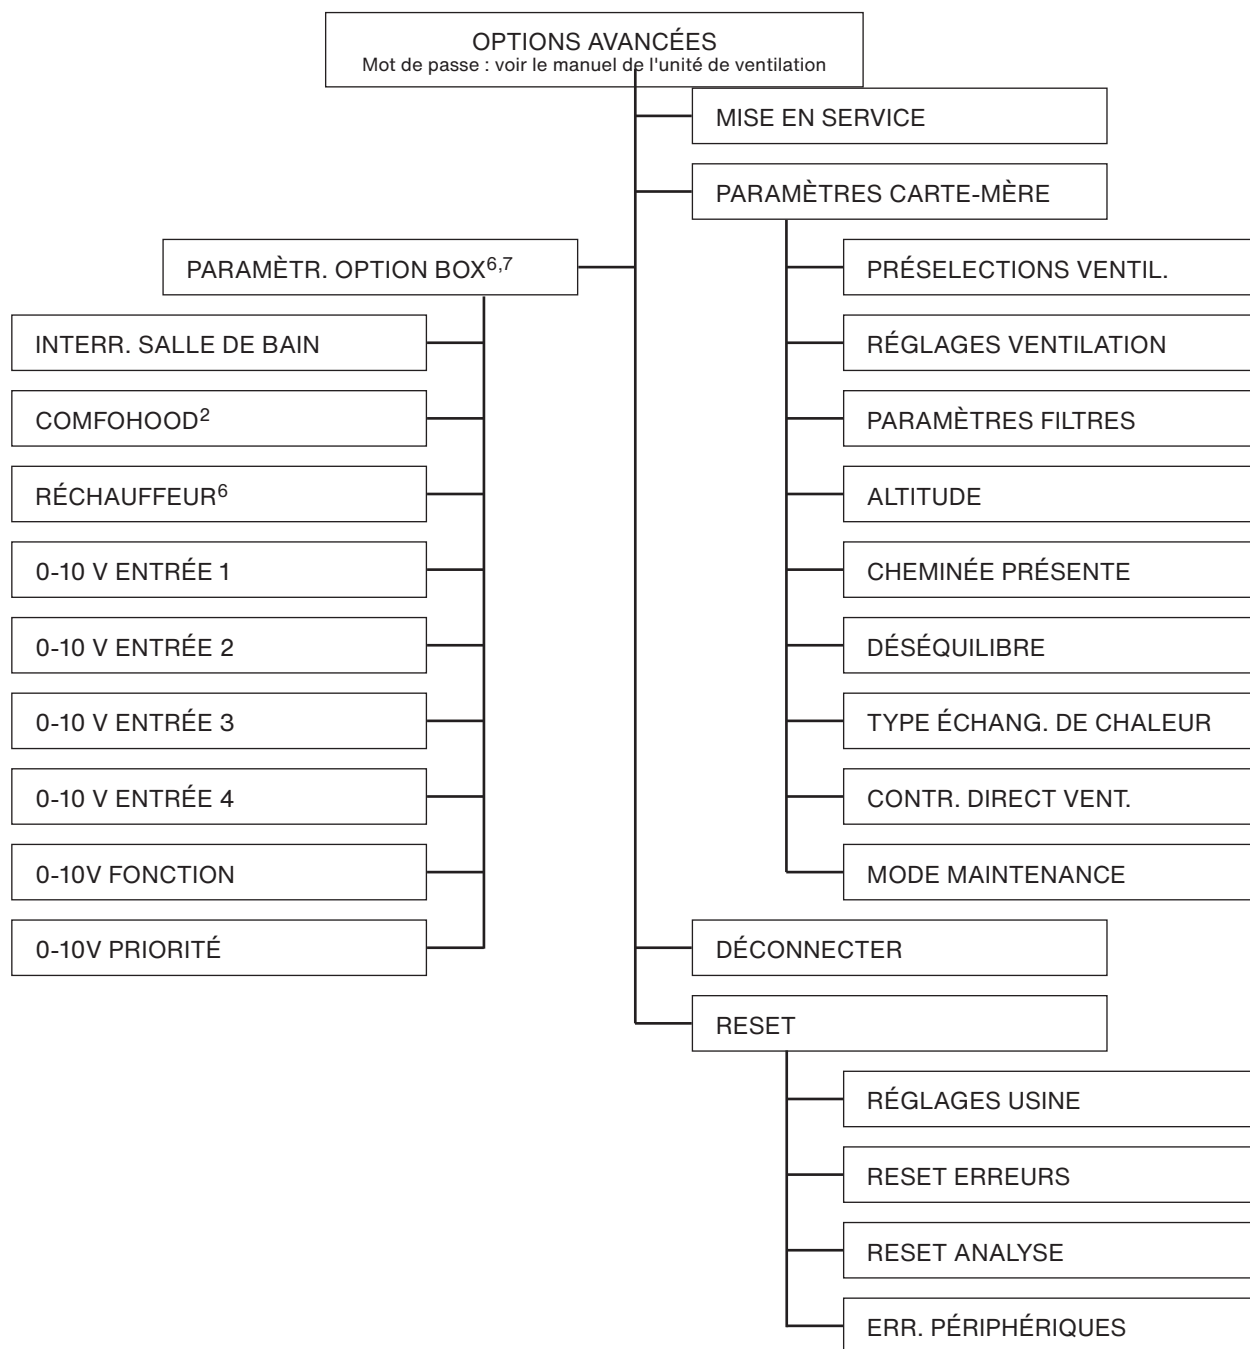 OPTIONS AVANCÉES
Mot de passe : voir le manuel de l'unité de ventilation
MISE EN SERVICE
PARAMÈTRES CARTE-MÈRE
PRÉSELECTIONS VENTIL.
RÉGLAGES VENTILATION
PARAMÈTRES FILTRES
ALTITUDE
CHEMINÉE PRÉSENTE
DÉSÉQUILIBRE
TYPE ÉCHANG. DE CHALEUR
CONTR. DIRECT VENT.
MODE MAINTENANCE
PARAMÈTR. OPTION BOX6,7
INTERR. SALLE DE BAIN
COMFOHOOD2
RÉCHAUFFEUR6
0-10 V ENTRÉE 1
0-10 V ENTRÉE 2
0-10 V ENTRÉE 3
0-10 V ENTRÉE 4
0-10V FONCTION
0-10V PRIORITÉ
DÉCONNECTER
RESET
RÉGLAGES USINE
RESET ERREURS
RESET ANALYSE
ERR. PÉRIPHÉRIQUES